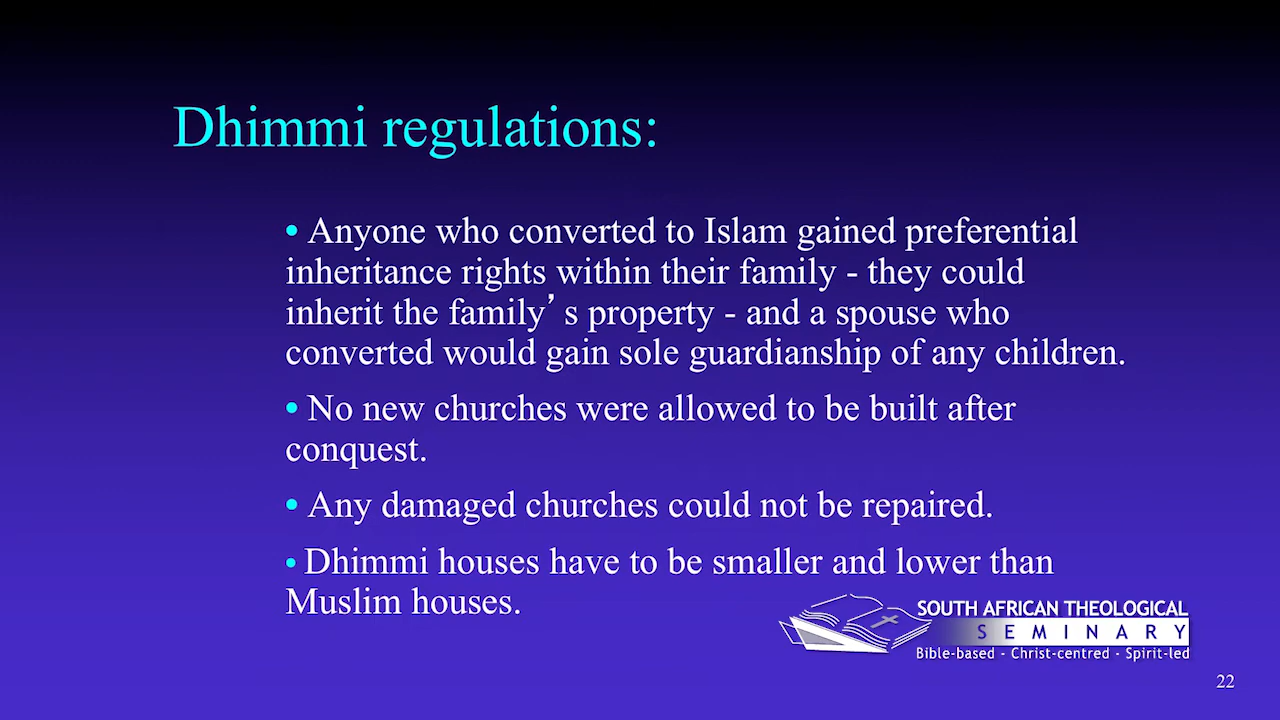 Dhimmi regulations:
• Anyone who converted to Islam gained preferential
inheritance rights within their family - they could
inherit the family’s property - and a spouse who
converted would gain sole guardianship of any children.
• No new churches were allowed to be built after
conquest.
• Any damaged churches could not be repaired.
• Dhimmi houses have to be smaller and lower than
Muslim houses.
SOUTH AFRICAN THEOLOGICAL
SEMINARY
Bible-based - Christ-centred - Spirit-led
22